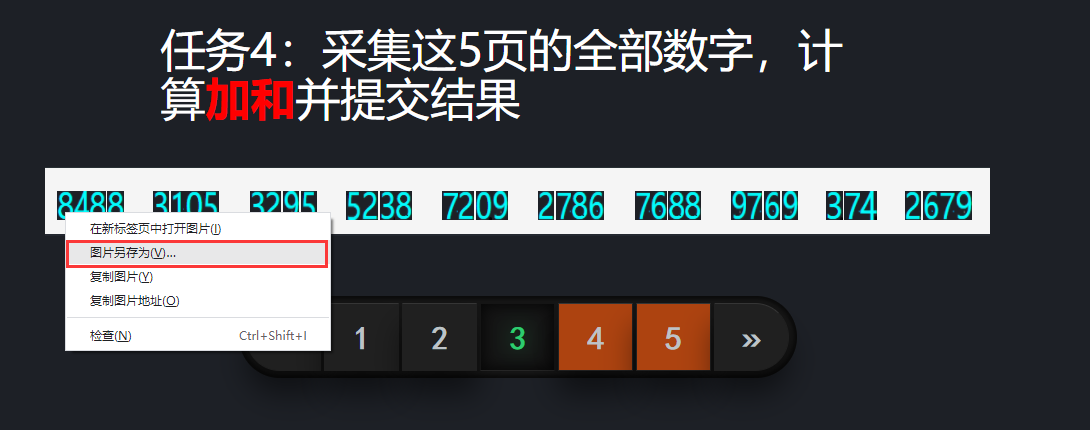 任务4：采集这5页的全部数字，计
算加和并提交结果
8488 3105 3295 5238 7209 2786 7688 9769 374 2679
在新标签页中打开图片(I)
图片另存为(V)...
复制图片(Y)
复制图片地址(O)
检查(N) Ctrl+Shift+I
1 2 3 4 5 »